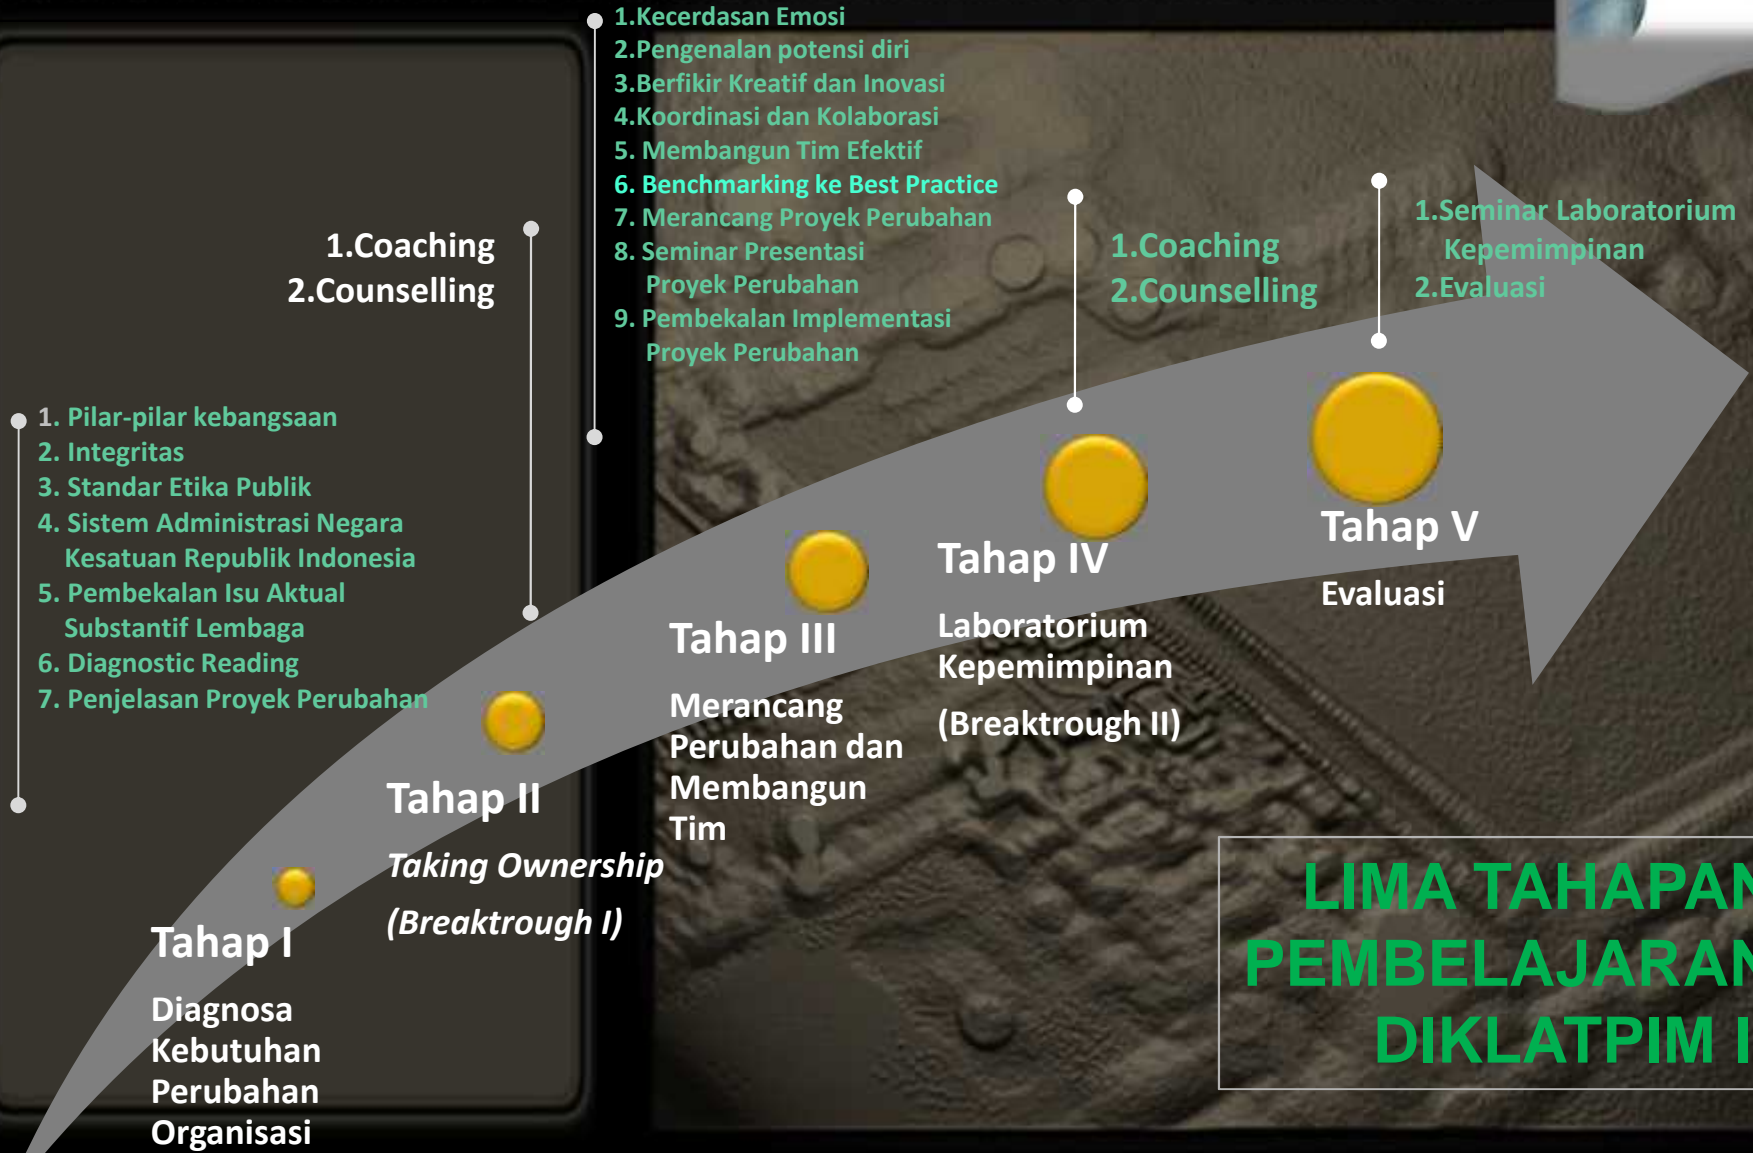 1. Pilar-pilar kebangsaan
2. Integritas
3. Standar Etika Publik
4. Sistem Administrasi Negara
Kesatuan Republik Indonesia
5. Pembekalan Isu Aktual
Substantif Lembaga
6. Diagnostic Reading
7. Penjelasan Proyek Perubahan
Tahap I
Diagnosa
Kebutuhan
Perubahan
Organisasi
1.Coaching
2.Counselling
Tahap II
Taking Ownership
(Breaktrough I)
1.Kecerdasan Emosi
2.Pengenalan potensi diri
3.Berfikir Kreatif dan Inovasi
4.Koordinasi dan Kolaborasi
5. Membangun Tim Efektif
6. Benchmarking ke Best Practice
7. Merancang Proyek Perubahan
8. Seminar Presentasi
Proyek Perubahan
9. Pembekalan Implementasi
Proyek Perubahan
Tahap III
Merancang
Perubahan dan
Membangun
Tim
1.Coaching
2.Counselling
Tahap IV
Laboratorium
Kepemimpinan
(Breaktrough II)
1.Seminar Laboratorium
Kepemimpinan
2.Evaluasi
Tahap V
Evaluasi
LIMA TAHAPAN
PEMBELAJARAN
DIKLATPIM